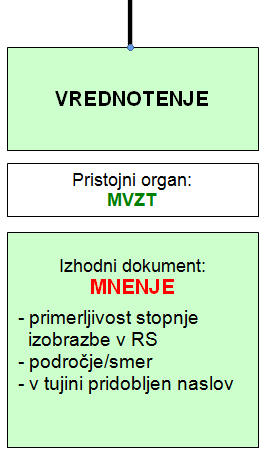 VREDNOTENJE
Pristojni organ:
MVZT
Izhodni dokument:
MNENJE
- primerljivost stopnje
izobrazbe v RS
- področje/smer
- v tujini pridobljen naslov